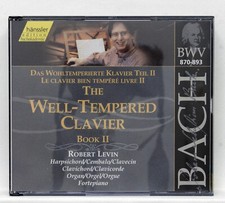 hänssler
EDITION
BWV
870-893
DAS WOHLTEMPERIERTE KLAVIER TEIL II
LE CLAVIER BIEN TEMPÉRÉ LIVRE II
THE
WELL-TEMPERED
CLAVIER
BOOK II
ROBERT LEVIN
Harpsichord/Cembalo/Clavecin
Clavichord/Clavicorde
Organ/Orgel/Orgue
Fortepiano
BACH